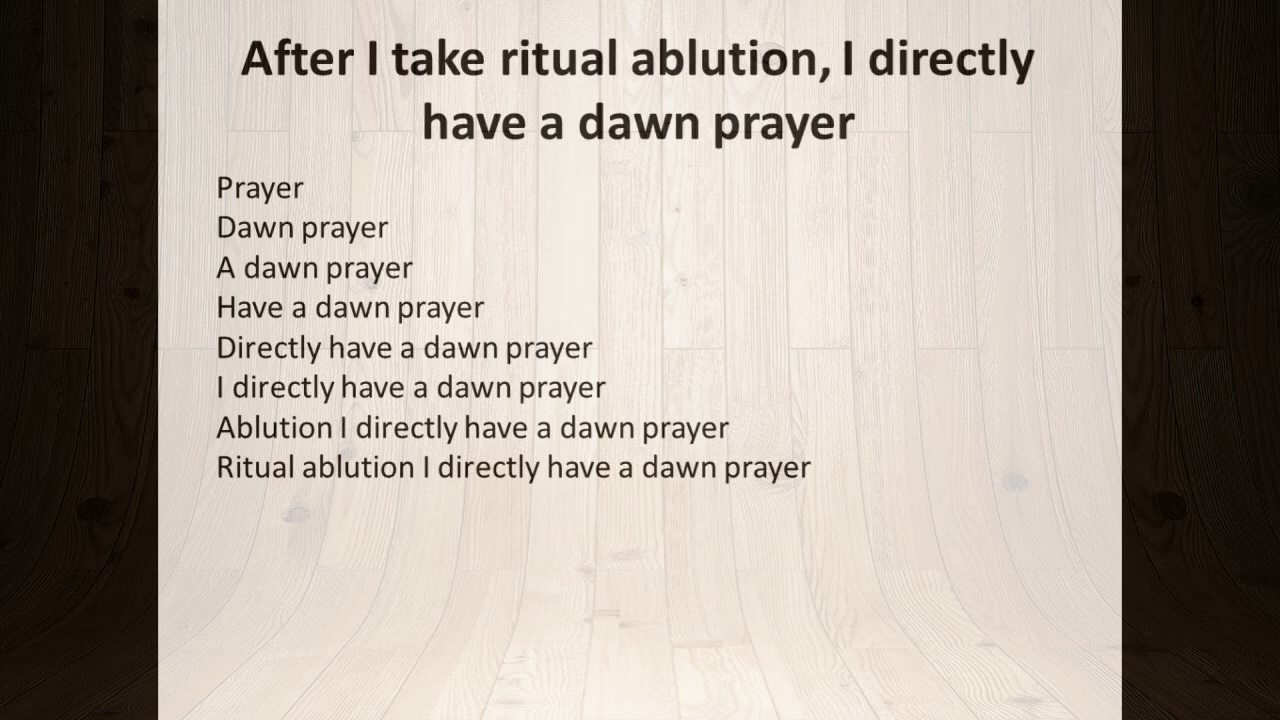 After I take ritual ablution, I directly
have a dawn prayer
Prayer
Dawn prayer
A dawn prayer
Have a dawn prayer
Directly have a dawn prayer
I directly have a dawn prayer
Ablution I directly have a dawn prayer
Ritual ablution I directly have a dawn prayer